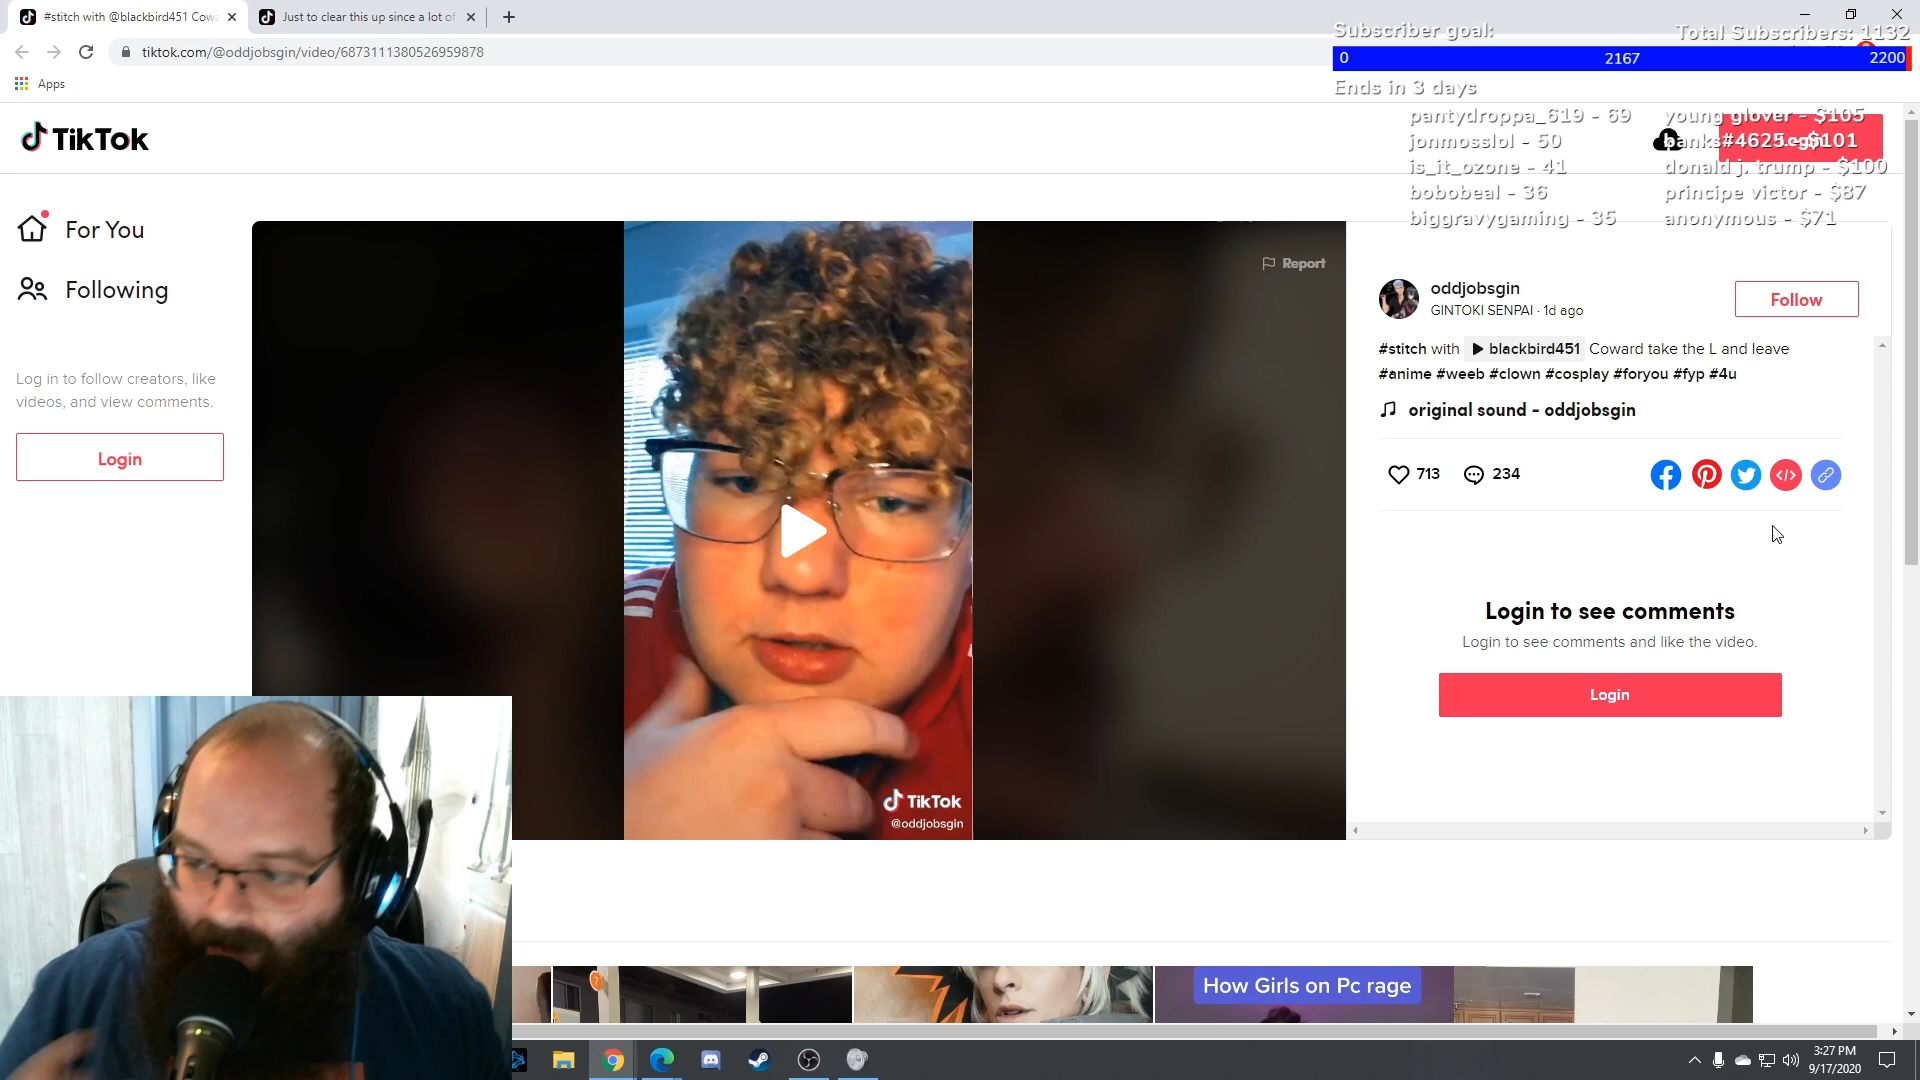 #stitch with @blackbird451 Cow
Just to clear this up since a lot of
tiktok.com/@oddjobsgin/video/6873111380526959878
Apps
Subscriber goal:
Total Subscribers: 1132
0
2167
2200
Ends in 3 days
pantydroppa_619 - 69
young glover - $105
jonmosslol - 50
banks#4625 - $101
is_it_ozone - 41
donald j. trump - $100
bobobeal - 36
principe victor - $87
biggravygaming - 35
anonymous - $71
TikTok
Login
For You
Following
Log in to follow creators, like
videos, and view comments.
Login
Report
TikTok
@oddjobsgin
oddjobsgin
GINTOKI SENPAI · 1d ago
Follow
#stitch with blackbird451 Coward take the L and leave
#anime #weeb #clown #cosplay #foryou #fyp #4u
original sound - oddjobsgin
713
234
Login to see comments
Login to see comments and like the video.
Login
How Girls on Pc rage
3:27 PM
9/17/2020